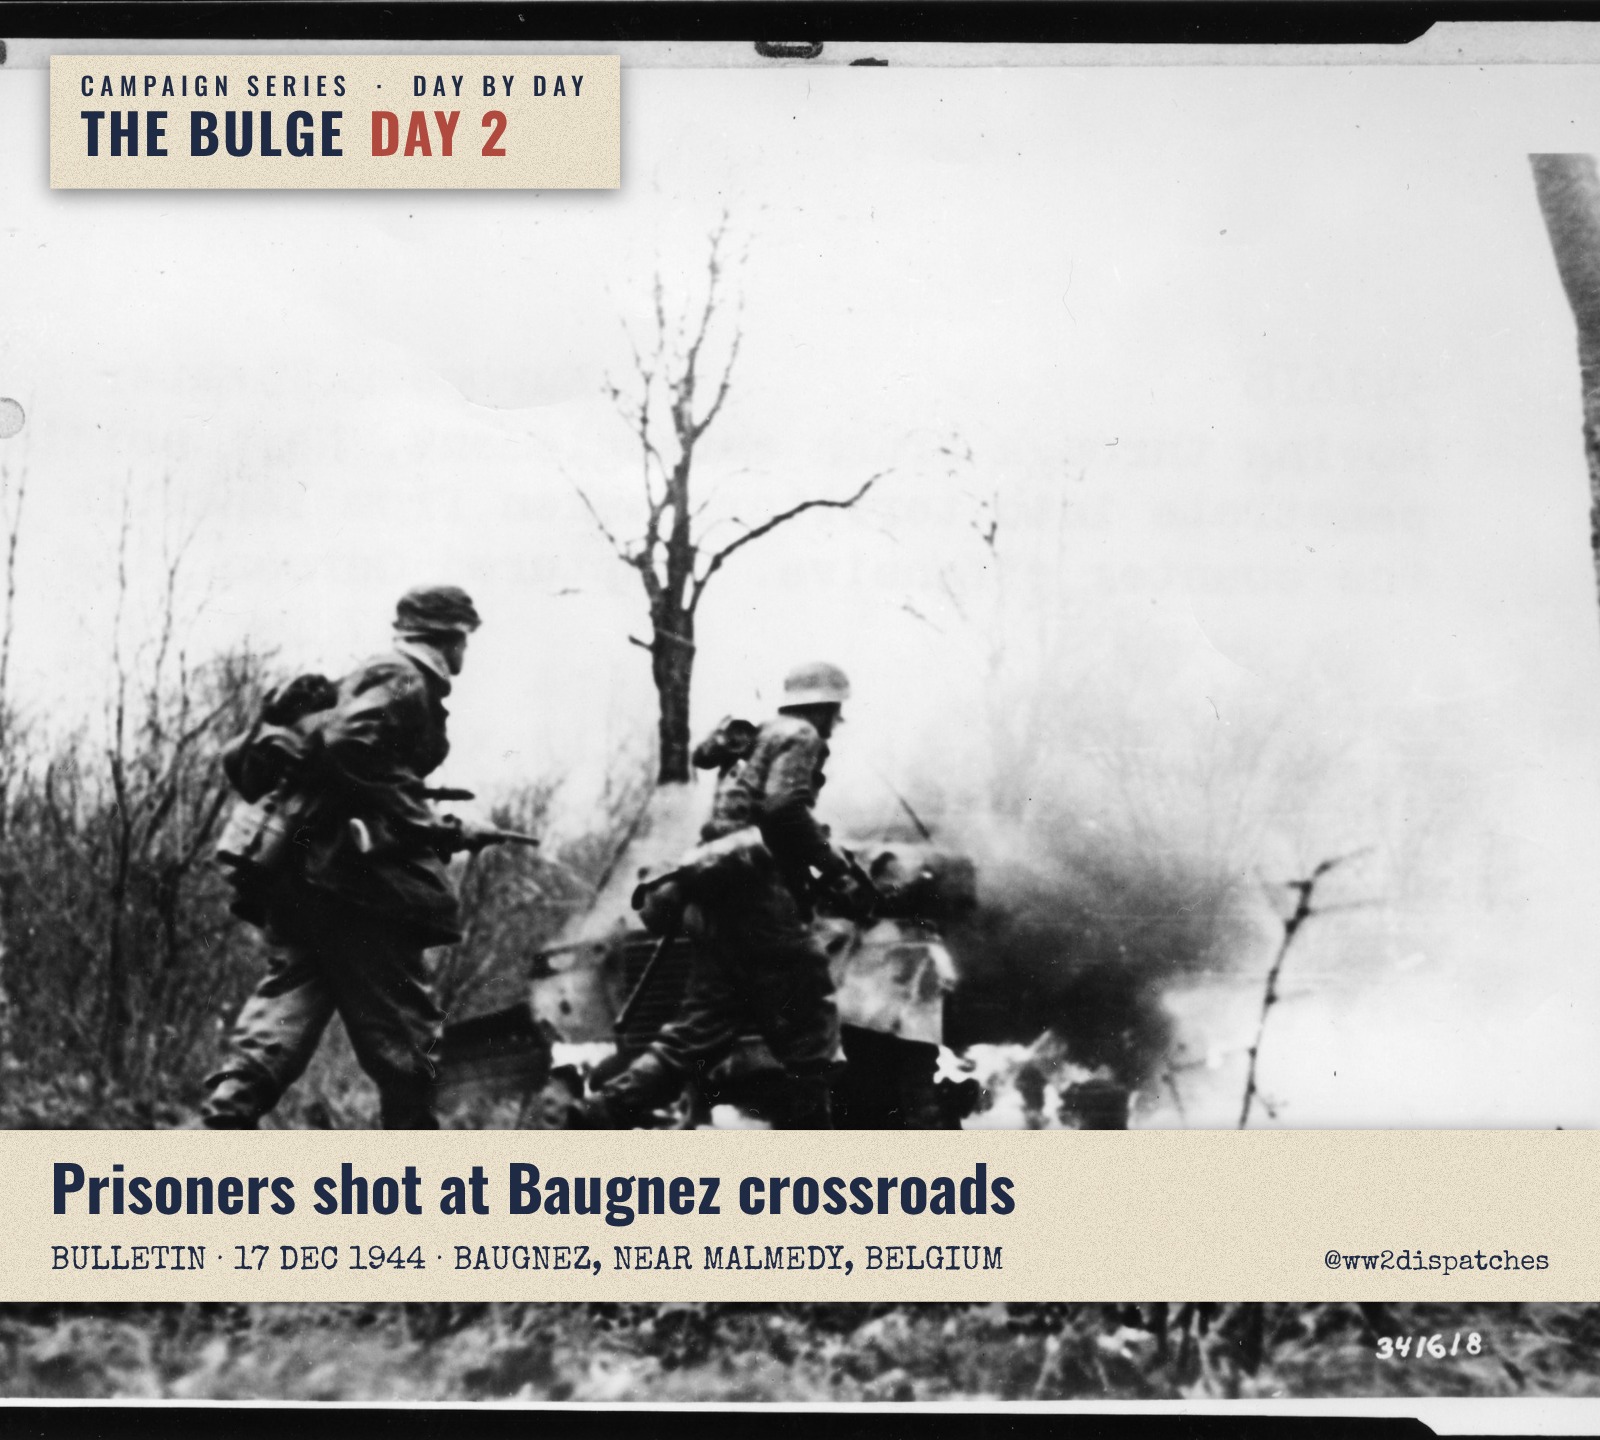 CAMPAIGN SERIES · DAY BY DAY
THE BULGE DAY 2
Prisoners shot at Baugnez crossroads
BULLETIN · 17 DEC 1944 · BAUGNEZ, NEAR MALMEDY, BELGIUM
@ww2dispatches
341618